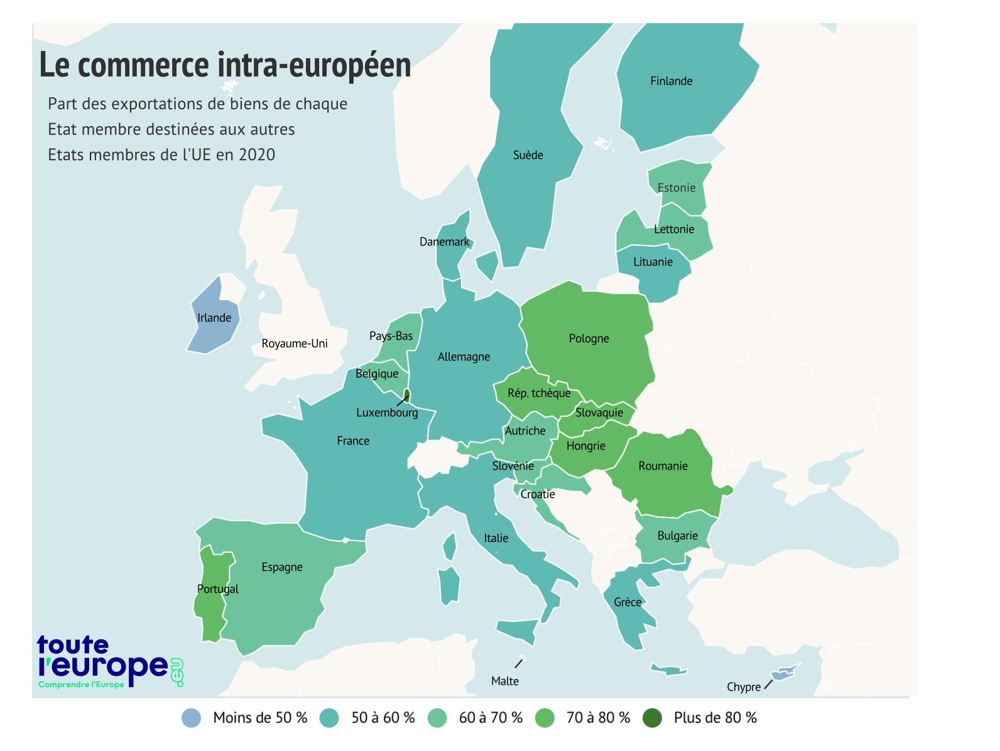 Le commerce intra-européen
Part des exportations de biens de chaque
Etat membre destinées aux autres
Etats membres de l'UE en 2020
Finlande
Suède
Estonie
Lettonie
Danemark
Lituanie
Irlande
Pays-Bas
Royaume-Uni
Pologne
Allemagne
Belgique
Rép. tchèque
Luxembourg
Slovaquie
Autriche
France
Hongrie
Slovénie
Roumanie
Croatie
Italie
Bulgarie
Espagne
Portugal
Grèce
toute
l'europe.eu
Comprendre l'Europe
Malte
Chypre
Moins de 50 %
50 à 60 %
60 à 70 %
70 à 80 %
Plus de 80 %